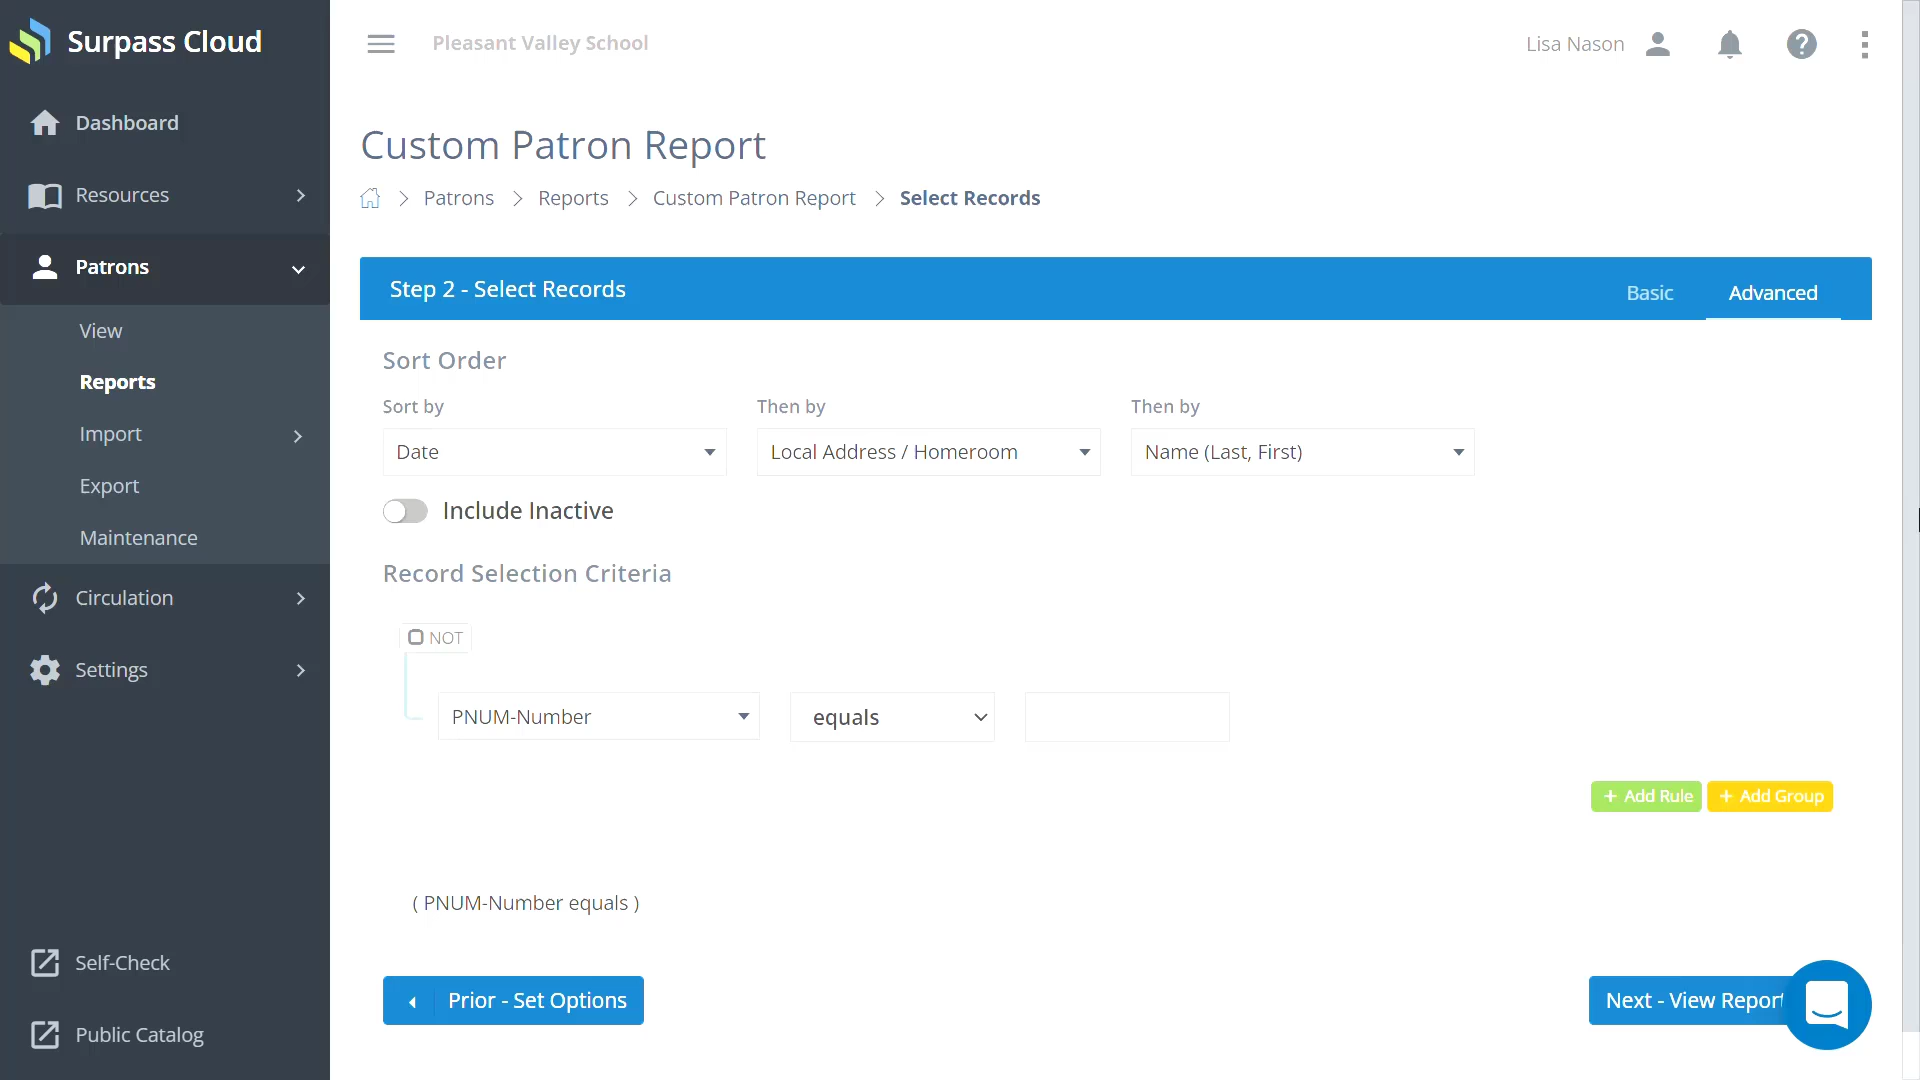 Surpass Cloud
Pleasant Valley School
Lisa Nason
Dashboard
Resources
Patrons
View
Reports
Import
Export
Maintenance
Circulation
Settings
Self-Check
Public Catalog
Custom Patron Report
Patrons > Reports > Custom Patron Report > Select Records
Step 2 - Select Records
Basic
Advanced
Sort Order
Sort by
Then by
Then by
Date
Local Address / Homeroom
Name (Last, First)
Include Inactive
Record Selection Criteria
NOT
PNUM-Number
equals
+ Add Rule
+ Add Group
( PNUM-Number equals )
Prior - Set Options
Next - View Report